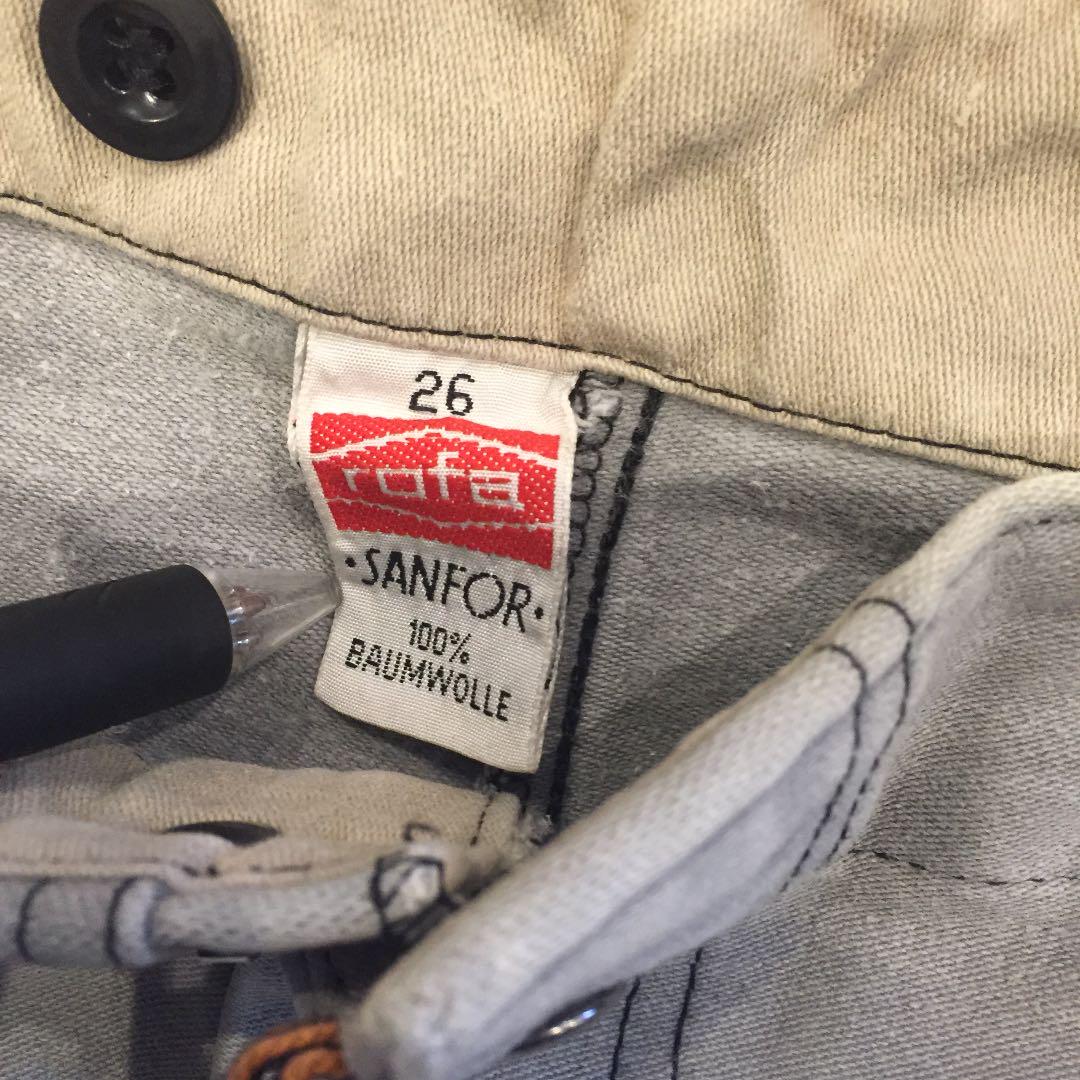 26
rofa
·SANFOR·
100%
BAUMWOLLE